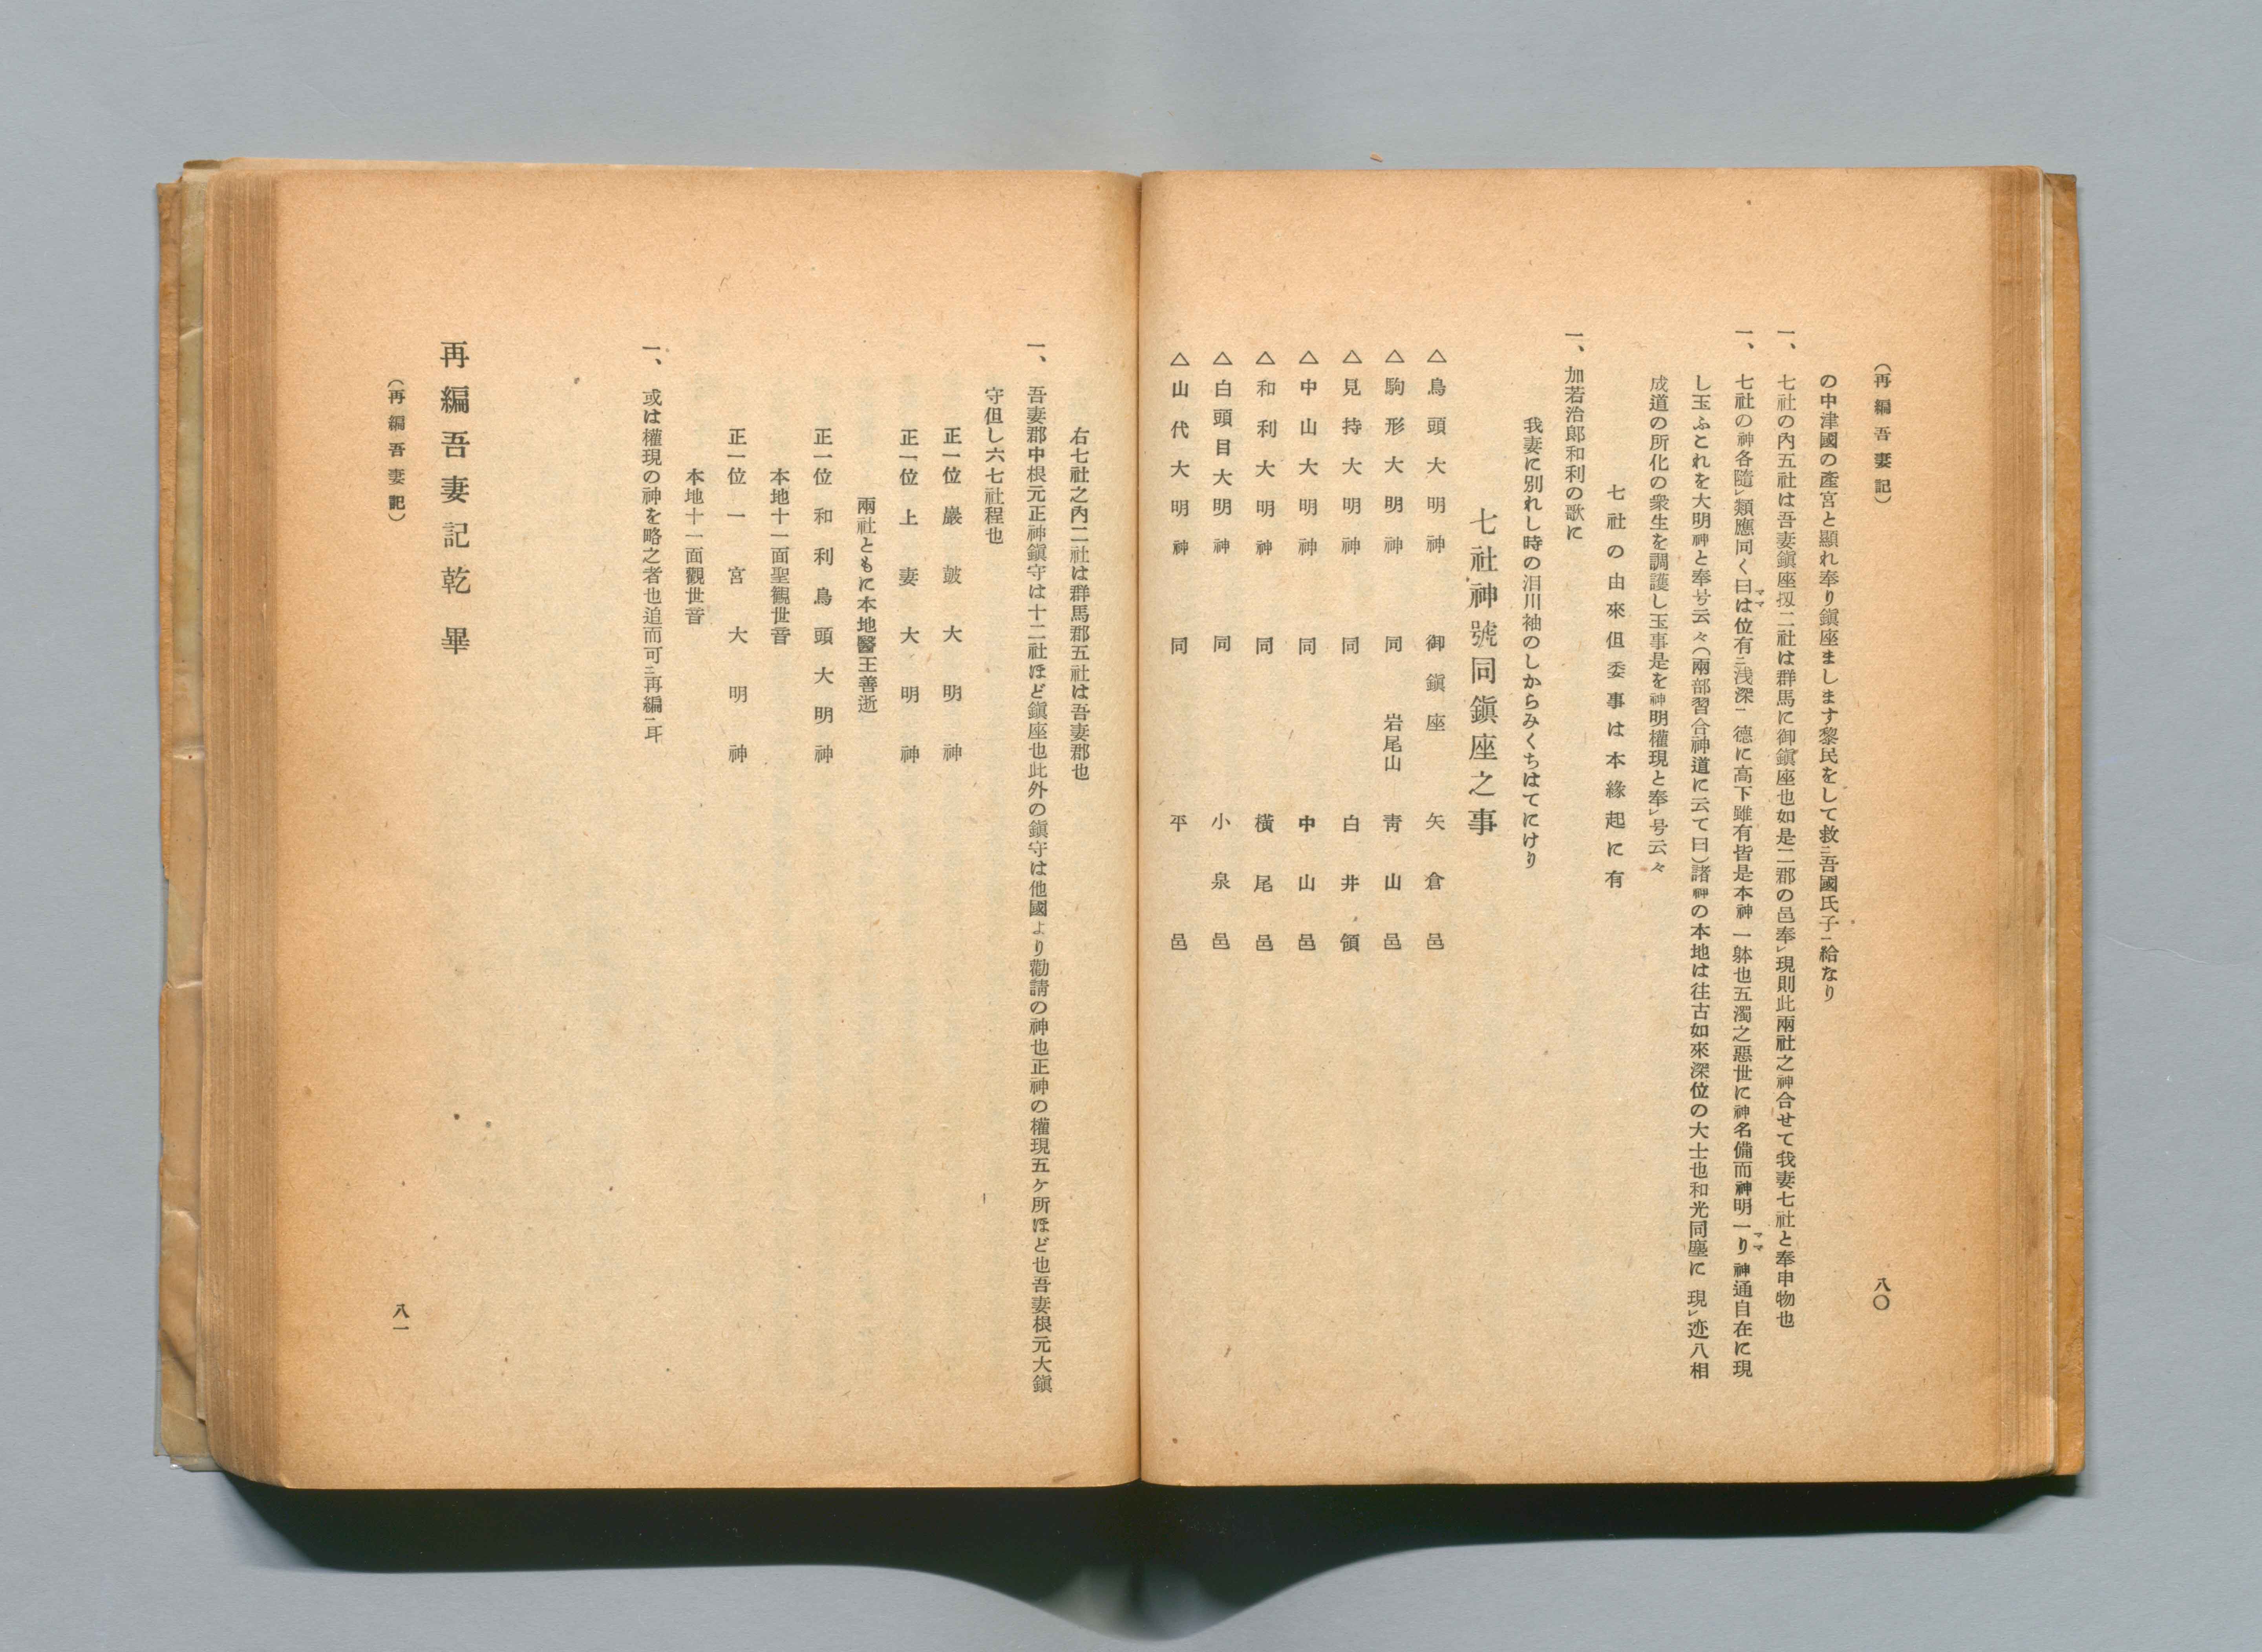 （再編吾妻記）
八〇
の中津國の產宮と顯れ奉り鎭座まします黎民をして救㆓吾國氏子㆒給なり
一、七社の內五社は吾妻鎭座扨二社は群馬に御鎭座也如是二郡の邑奉㆑現則此兩社之神合せて我妻七社と奉申物也
一、七社の神各隨㆑類應同く曰は位有㆓浅深㆒德に高下雖有皆是本神一躰也五濁之惡世に神名備而神明一り神通自在に現
ママ
ママ
し玉ふこれを大明神と奉号云々（兩部習合神道に云て曰）諸神の本地は往古如來深位の大士也和光同塵に現㆑迹八相
成道の所化の衆生を調護し玉事是を神明權現と奉㆑号云々
七社の由來但委事は本緣起に有
一、加若治郞和利の歌に
我妻に別れし時の泪川袖のしからみくちはてにけり
七社神號同鎭座之事
△鳥頭大明神　御鎭座　矢倉邑
△駒形大明神　同　岩尾山　靑山邑
△見持大明神　同　白井領
△中山大明神　同　中山邑
△和利大明神　同　橫尾邑
△白頭目大明神　同　小泉邑
△山代大明神　同　平邑
右七社之內二社は群馬郡五社は吾妻郡也
一、吾妻郡中根元正神鎭守は十二社ほど鎭座也此外の鎭守は他國より勸請の神也正神の權現五ケ所ほど也吾妻根元大鎭
守但し六七社程也
正一位巖皷大明神
正一位上妻大明神
兩社ともに本地醫王善逝
正一位和利鳥頭大明神
本地十一面聖觀世音
正一位一宮大明神
本地十一面觀世音
一、或は權現の神を略之者也追而可㆓再編㆒耳
再編吾妻記乾　畢
（再編吾妻記）
八一